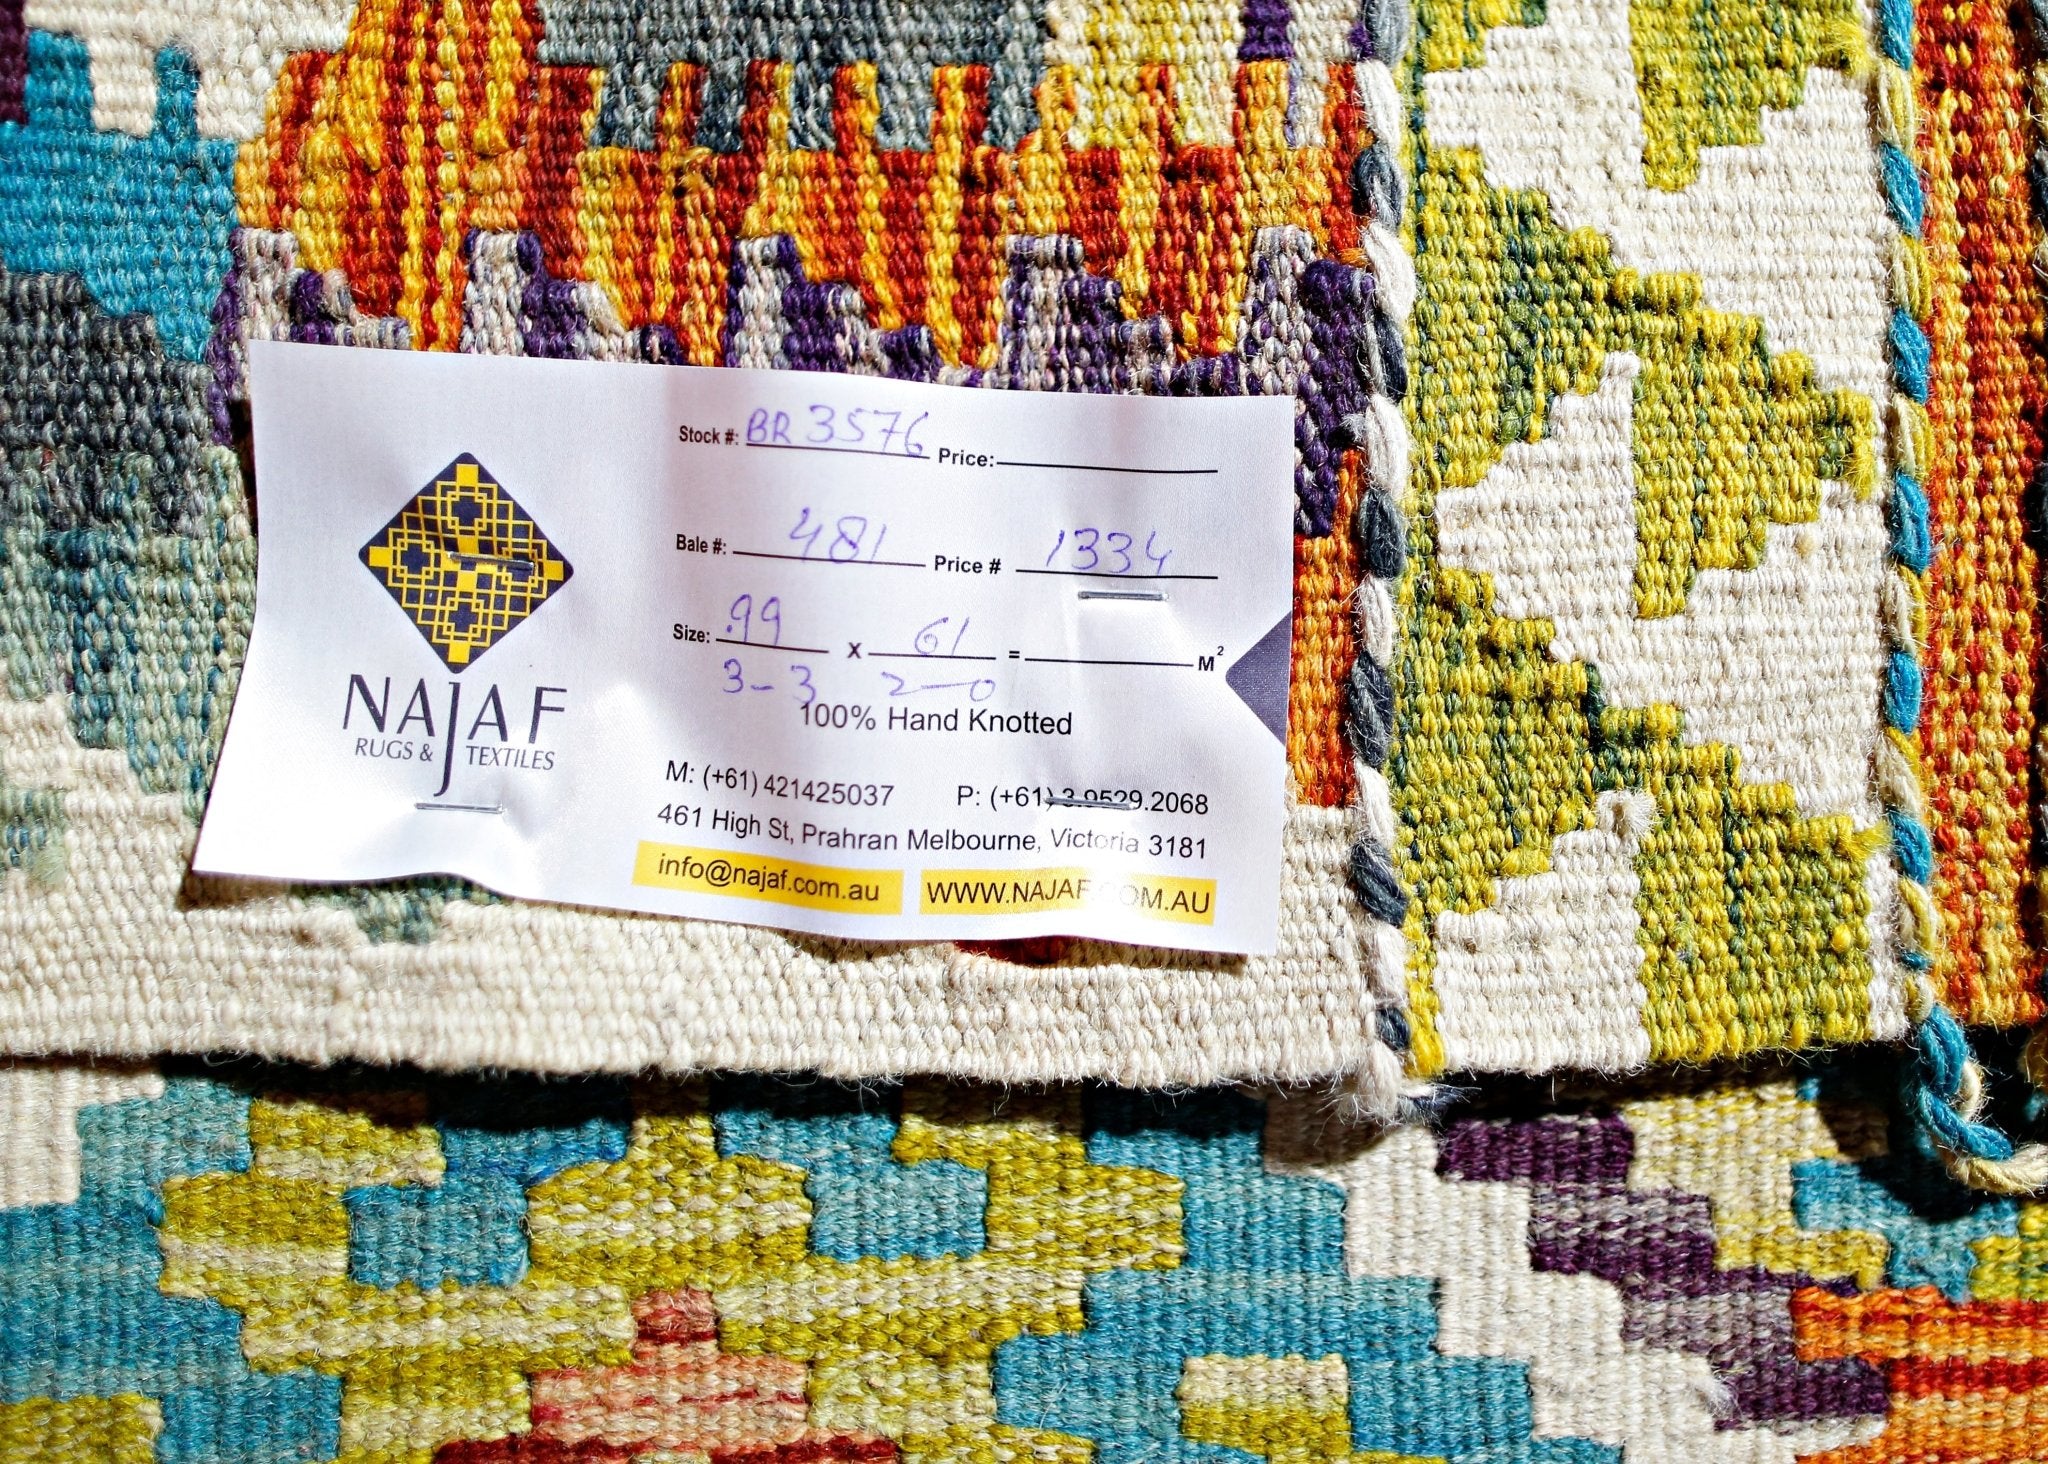 NAJAF
RUGS & TEXTILES
Stock #: BR 3576 Price:
Bale #: 481 Price # 1334
Size: .99 x 61 = M²
3-3 2-0
100% Hand Knotted
M: (+61) 421425037 P: (+61) 3.9529.2068
461 High St, Prahran Melbourne, Victoria 3181
info@najaf.com.au WWW.NAJAF.COM.AU